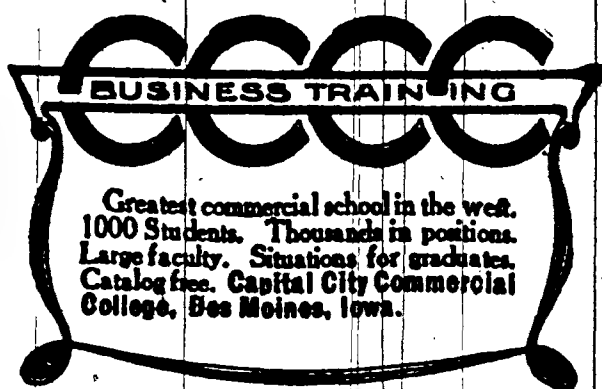 CCCC
BUSINESS TRAINING
Greatest commercial school in the west.
1000 Students. Thousands in positions.
Large faculty. Situations for graduates.
Catalog free. Capital City Commercial
College, Des Moines, Iowa.